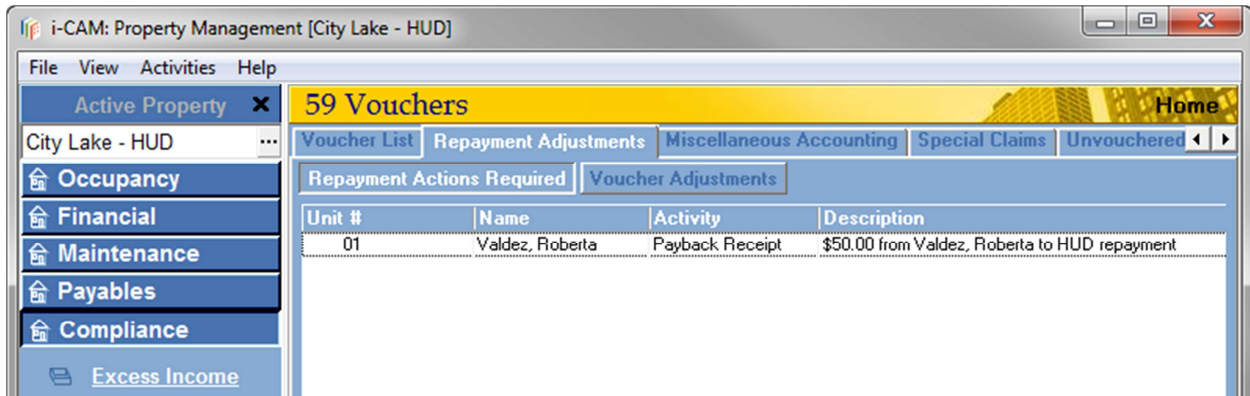 i-CAM: Property Management [City Lake - HUD]
File View Activities Help
Active Property
59 Vouchers
Home
City Lake - HUD ...
Voucher List Repayment Adjustments Miscellaneous Accounting Special Claims Unvouchered
Occupancy
Repayment Actions Required Voucher Adjustments
Financial
Unit # Name Activity Description
01 Valdez, Roberta Payback Receipt $50.00 from Valdez, Roberta to HUD repayment
Maintenance
Payables
Compliance
Excess Income